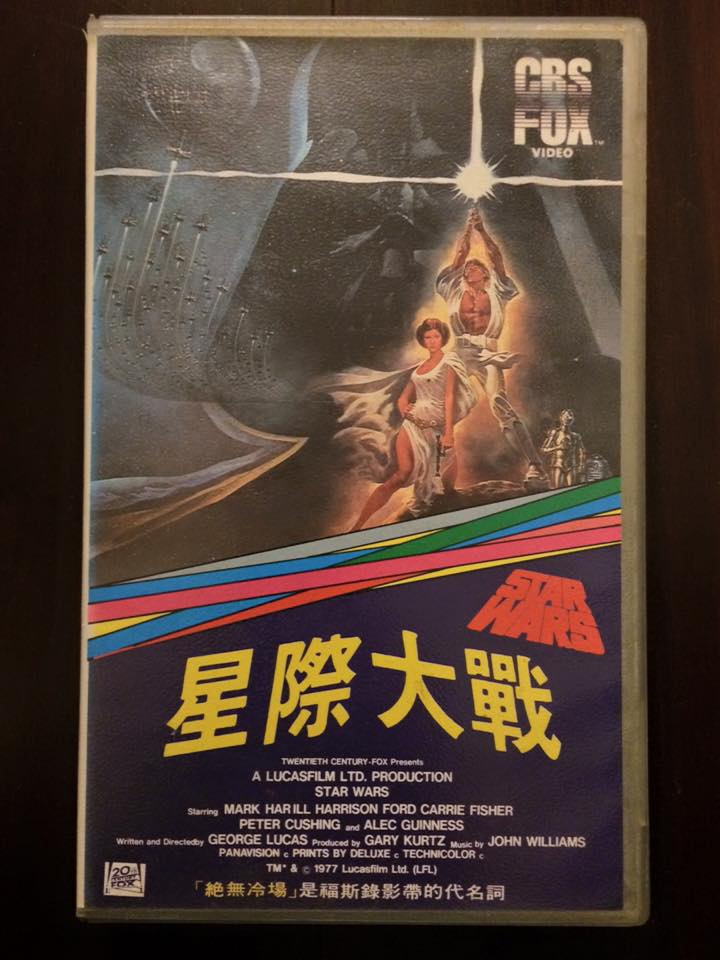 CBS
FOX
VIDEO TM
STAR
WARS
星際大戰
TWENTIETH CENTURY-FOX Presents
A LUCASFILM LTD. PRODUCTION
STAR WARS
Starring MARK HARILL HARRISON FORD CARRIE FISHER
PETER CUSHING and ALEC GUINNESS
Written and Directedby GEORGE LUCAS Produced by GARY KURTZ Music by JOHN WILLIAMS
PANAVISION c PRINTS BY DELUXE c TECHNICOLOR c
TM* & © 1977 Lucasfilm Ltd. (LFL)
20th
CENTURY
FOX
「絕無冷場」是福斯錄影帶的代名詞